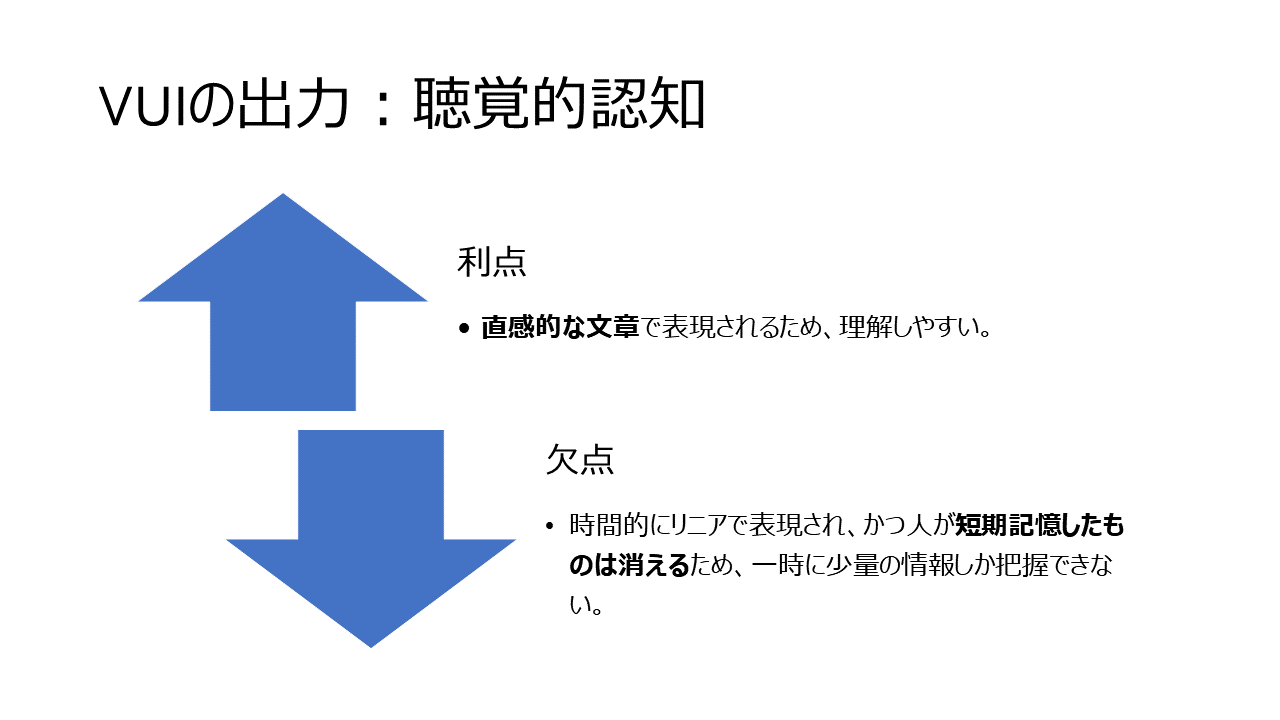 VUIの出力：聴覚的認知
利点
• 直感的な文章で表現されるため、理解しやすい。
欠点
• 時間的にリニアで表現され、かつ人が短期記憶したも
のは消えるため、一時に少量の情報しか把握できな
い。